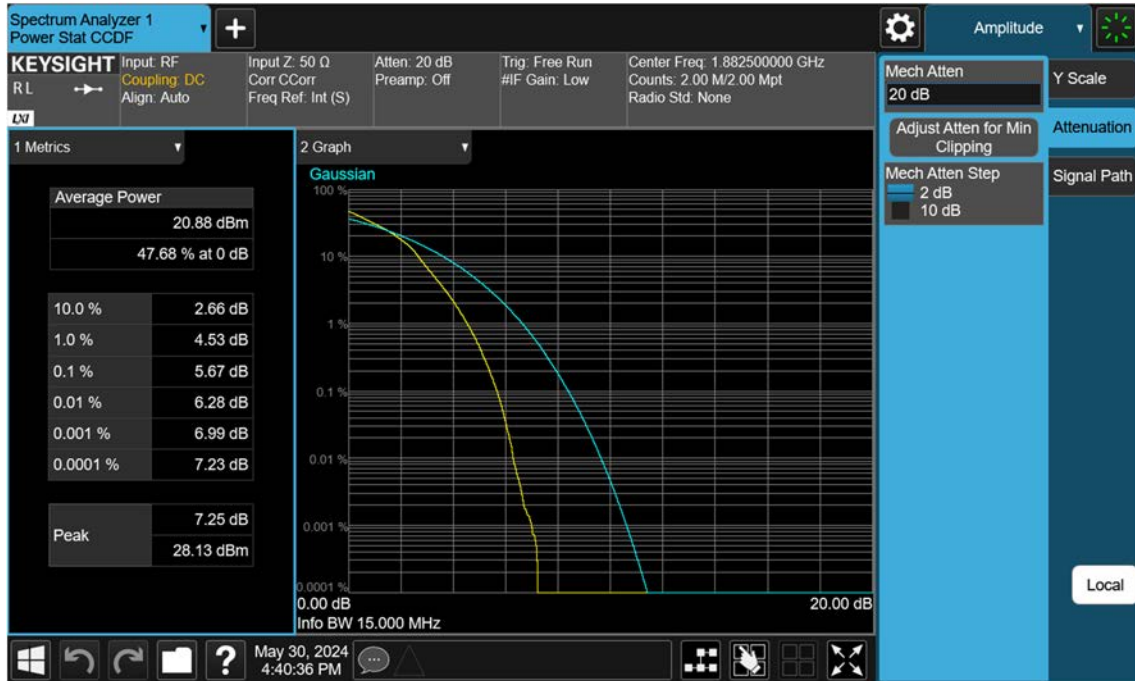 Spectrum Analyzer 1
Power Stat CCDF
+
Amplitude
KEYSIGHT
R L
LXI
Input: RF
Coupling: DC
Align: Auto
Input Z: 50 Ω
Corr CCorr
Freq Ref: Int (S)
Atten: 20 dB
Preamp: Off
Trig: Free Run
#IF Gain: Low
Center Freq: 1.882500000 GHz
Counts: 2.00 M/2.00 Mpt
Radio Std: None
Mech Atten
20 dB
Adjust Atten for Min
Clipping
Mech Atten Step
2 dB
10 dB
Y Scale
Attenuation
Signal Path
1 Metrics
Average Power
20.88 dBm
47.68 % at 0 dB
10.0 % 2.66 dB
1.0 % 4.53 dB
0.1 % 5.67 dB
0.01 % 6.28 dB
0.001 % 6.99 dB
0.0001 % 7.23 dB
Peak
7.25 dB
28.13 dBm
2 Graph
Gaussian
100 %
10 %
1 %
0.1 %
0.01 %
0.001 %
0.0001 %
0.00 dB 20.00 dB
Info BW 15.000 MHz
Local
?
May 30, 2024
4:40:36 PM